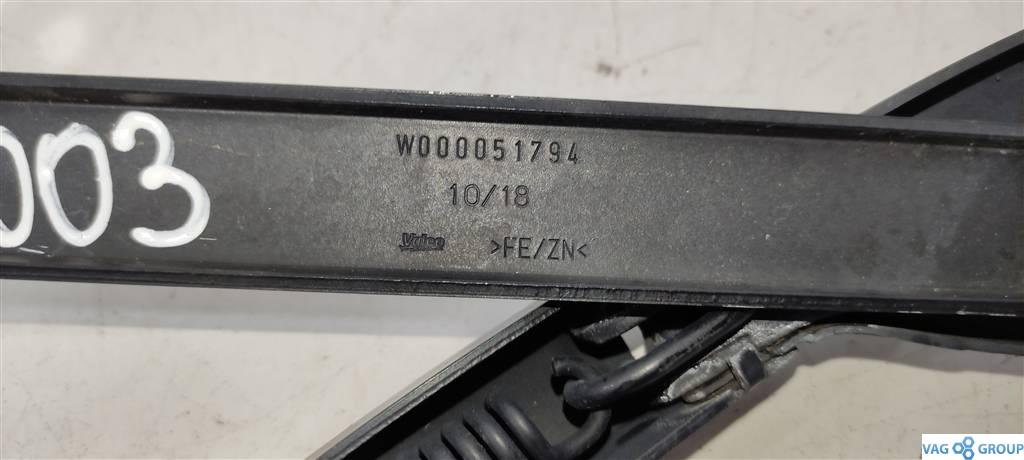 003
W000051794
10/18
Valeo
>FE/ZN<
VAG GROUP